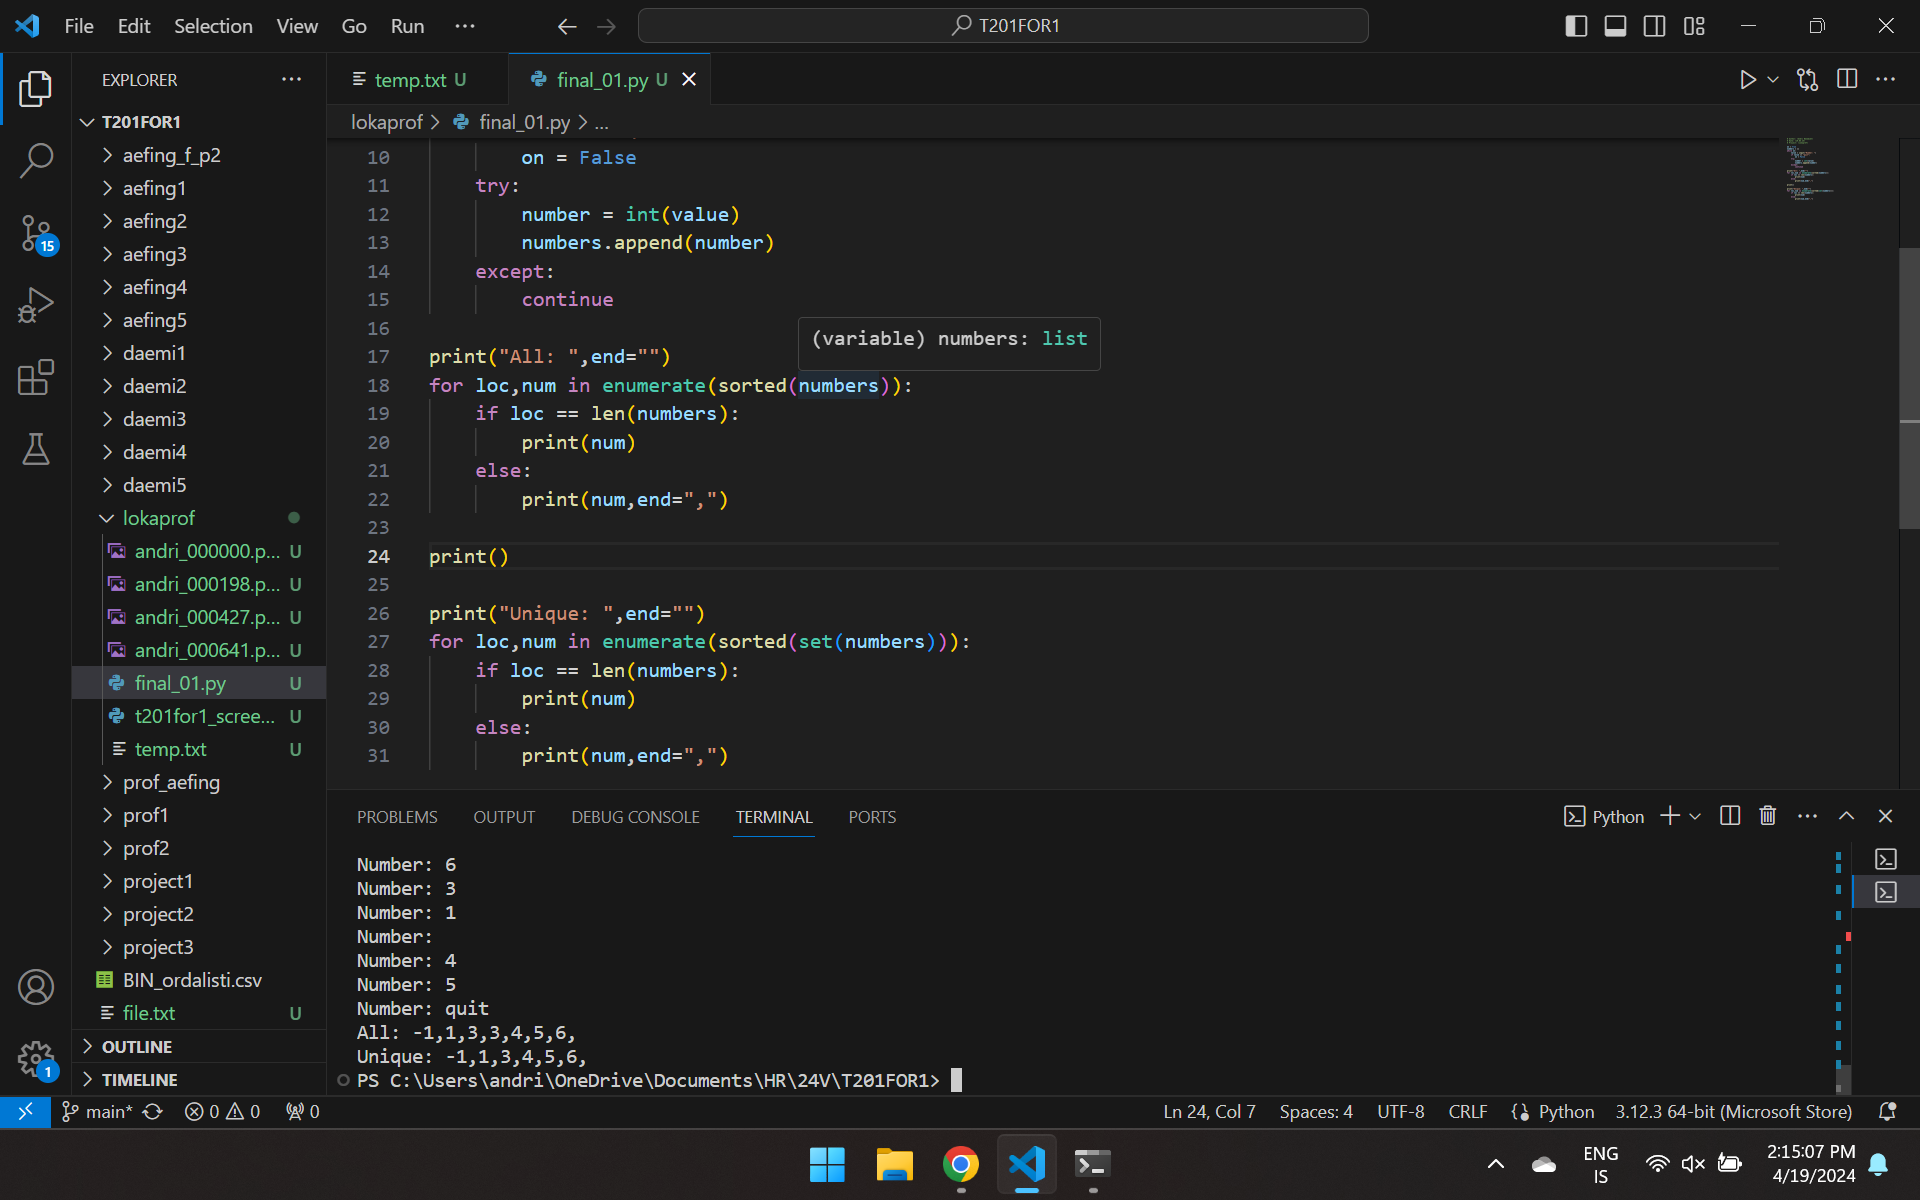 File Edit Selection View Go Run ···
T201FOR1
EXPLORER ···
temp.txt U
final_01.py U
lokaprof > final_01.py > ...
T201FOR1
aefing_f_p2
aefing1
aefing2
aefing3
aefing4
aefing5
daemi1
daemi2
daemi3
daemi4
daemi5
lokaprof
andri_000000.p... U
andri_000198.p... U
andri_000427.p... U
andri_000641.p... U
final_01.py U
t201for1_scree... U
temp.txt U
prof_aefing
prof1
prof2
project1
project2
project3
BIN_ordalisti.csv
file.txt U
OUTLINE
TIMELINE
15
1
10 on = False
11 try:
12 number = int(value)
13 numbers.append(number)
14 except:
15 continue
16
(variable) numbers: list
17 print("All: ",end="")
18 for loc,num in enumerate(sorted(numbers)):
19 if loc == len(numbers):
20 print(num)
21 else:
22 print(num,end=",")
23
24 print()
25
26 print("Unique: ",end="")
27 for loc,num in enumerate(sorted(set(numbers))):
28 if loc == len(numbers):
29 print(num)
30 else:
31 print(num,end=",")
PROBLEMS OUTPUT DEBUG CONSOLE TERMINAL PORTS
Python
Number: 6
Number: 3
Number: 1
Number:
Number: 4
Number: 5
Number: quit
All: -1,1,3,3,4,5,6,
Unique: -1,1,3,4,5,6,
PS C:\Users\andri\OneDrive\Documents\HR\24V\T201FOR1>
main* 0 0 0
Ln 24, Col 7 Spaces: 4 UTF-8 CRLF Python 3.12.3 64-bit (Microsoft Store)
ENG
IS
2:15:07 PM
4/19/2024